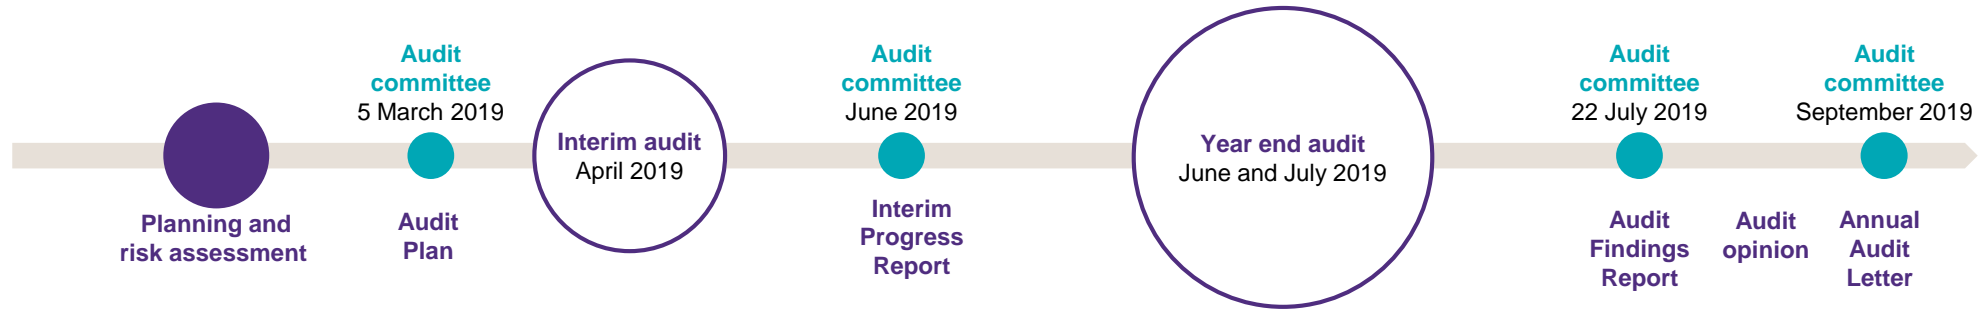 Planning and
risk assessment
Audit
committee
5 March 2019
Audit
Plan
Interim audit
April 2019
Audit
committee
June 2019
Interim
Progress
Report
Year end audit
June and July 2019
Audit
committee
22 July 2019
Audit
Findings
Report
Audit
opinion
Audit
committee
September 2019
Annual
Audit
Letter